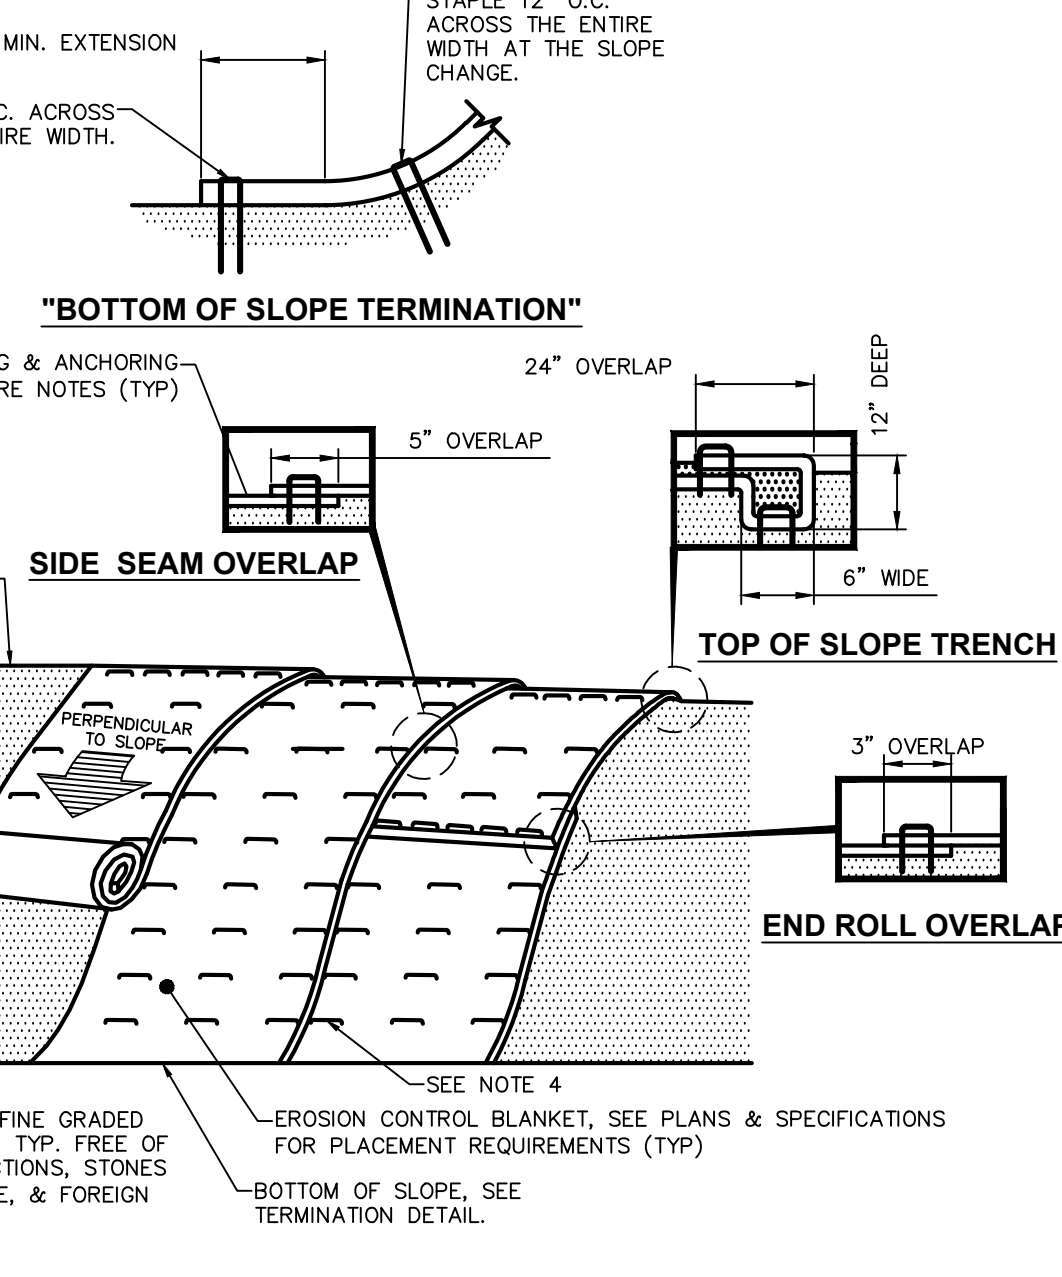 STAPLE 12" O.C.
ACROSS THE ENTIRE
WIDTH AT THE SLOPE
CHANGE.
MIN. EXTENSION
C. ACROSS
IRE WIDTH.
"BOTTOM OF SLOPE TERMINATION"
G & ANCHORING
RE NOTES (TYP)
5" OVERLAP
SIDE SEAM OVERLAP
24" OVERLAP
12" DEEP
6" WIDE
TOP OF SLOPE TRENCH
PERPENDICULAR
TO SLOPE
3" OVERLAP
END ROLL OVERLAP
SEE NOTE 4
EROSION CONTROL BLANKET, SEE PLANS & SPECIFICATIONS
FOR PLACEMENT REQUIREMENTS (TYP)
FINE GRADED
TYP. FREE OF
CTIONS, STONES
E, & FOREIGN
BOTTOM OF SLOPE, SEE
TERMINATION DETAIL.